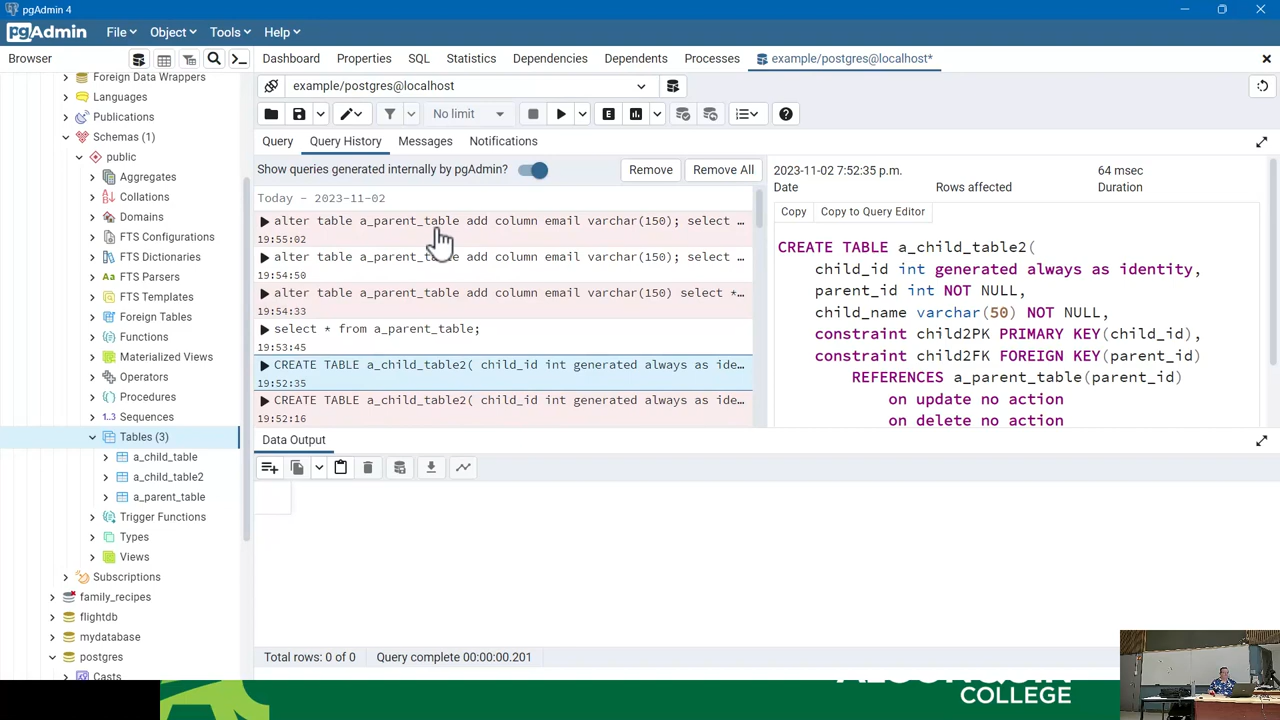 pgAdmin 4
pgAdmin File Object Tools Help
Browser
Dashboard Properties SQL Statistics Dependencies Dependents Processes example/postgres@localhost*
Foreign Data Wrappers
Languages
Publications
Schemas (1)
public
Aggregates
Collations
Domains
FTS Configurations
FTS Dictionaries
Aa FTS Parsers
FTS Templates
Foreign Tables
Functions
Materialized Views
Operators
Procedures
1..3 Sequences
Tables (3)
a_child_table
a_child_table2
a_parent_table
Trigger Functions
Types
Views
Subscriptions
family_recipes
flightdb
mydatabase
postgres
Casts
example/postgres@localhost
No limit E
Query Query History Messages Notifications
Show queries generated internally by pgAdmin? Remove Remove All
Today - 2023-11-02
alter table a_parent_table add column email varchar(150); select …
19:55:02
alter table a_parent_table add column email varchar(150); select …
19:54:50
alter table a_parent_table add column email varchar(150) select *…
19:54:33
select * from a_parent_table;
19:53:45
CREATE TABLE a_child_table2( child_id int generated always as ide…
19:52:35
CREATE TABLE a_child_table2( child_id int generated always as ide…
19:52:16
2023-11-02 7:52:35 p.m. 64 msec
Date Rows affected Duration
Copy Copy to Query Editor
CREATE TABLE a_child_table2(
child_id int generated always as identity,
parent_id int NOT NULL,
child_name varchar(50) NOT NULL,
constraint child2PK PRIMARY KEY(child_id),
constraint child2FK FOREIGN KEY(parent_id)
REFERENCES a_parent_table(parent_id)
on update no action
on delete no action
Data Output
Total rows: 0 of 0 Query complete 00:00:00.201
ALGONQUIN
COLLEGE